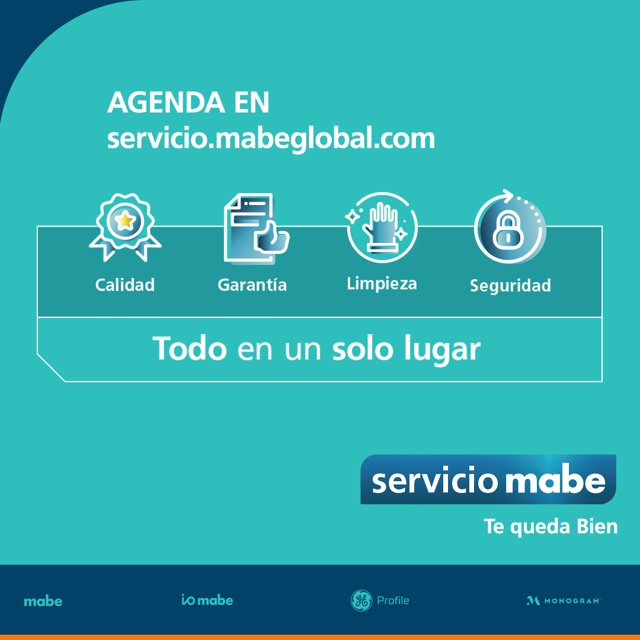 AGENDA EN
servicio.mabeglobal.com
Calidad
Garantía
Limpieza
Seguridad
Todo en un solo lugar
servicio mabe
Te queda Bien
mabe
io mabe
GE Profile
MONOGRAM